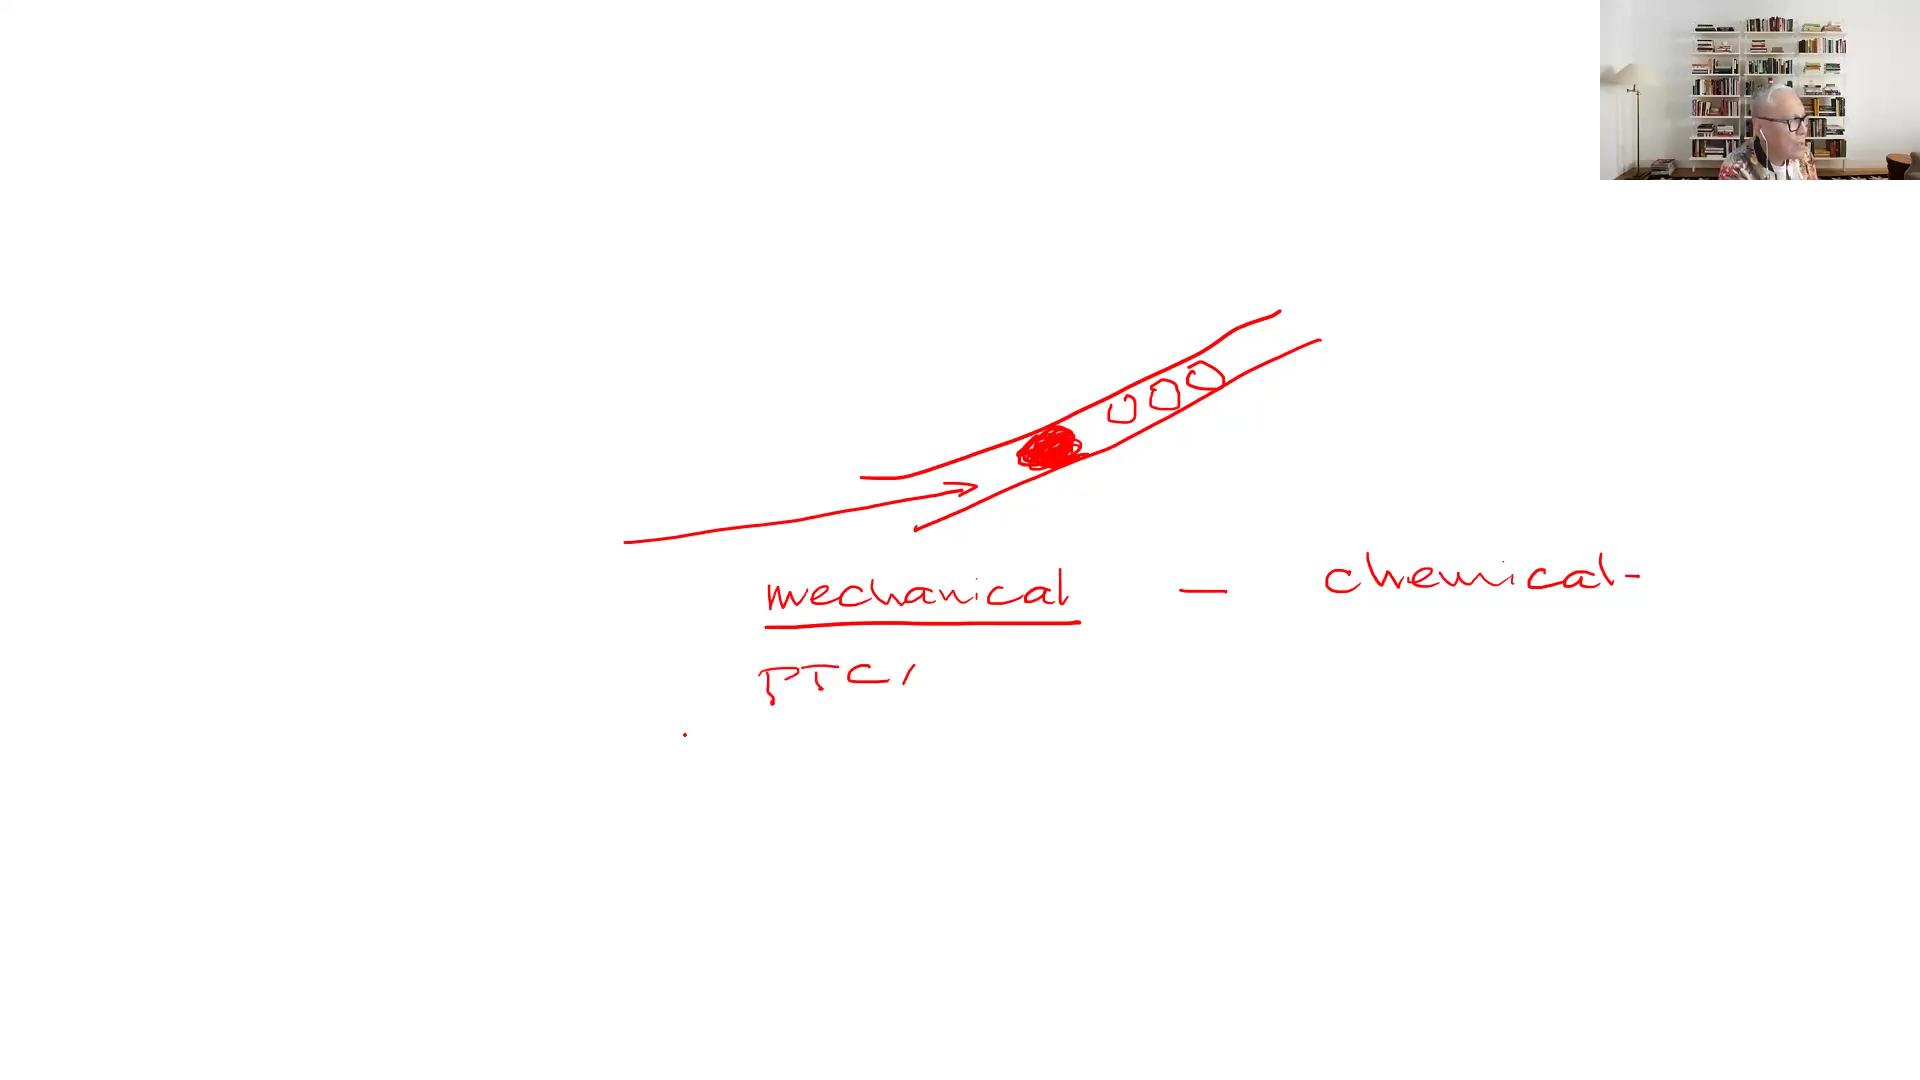 mechanical – chemical-
PTC,